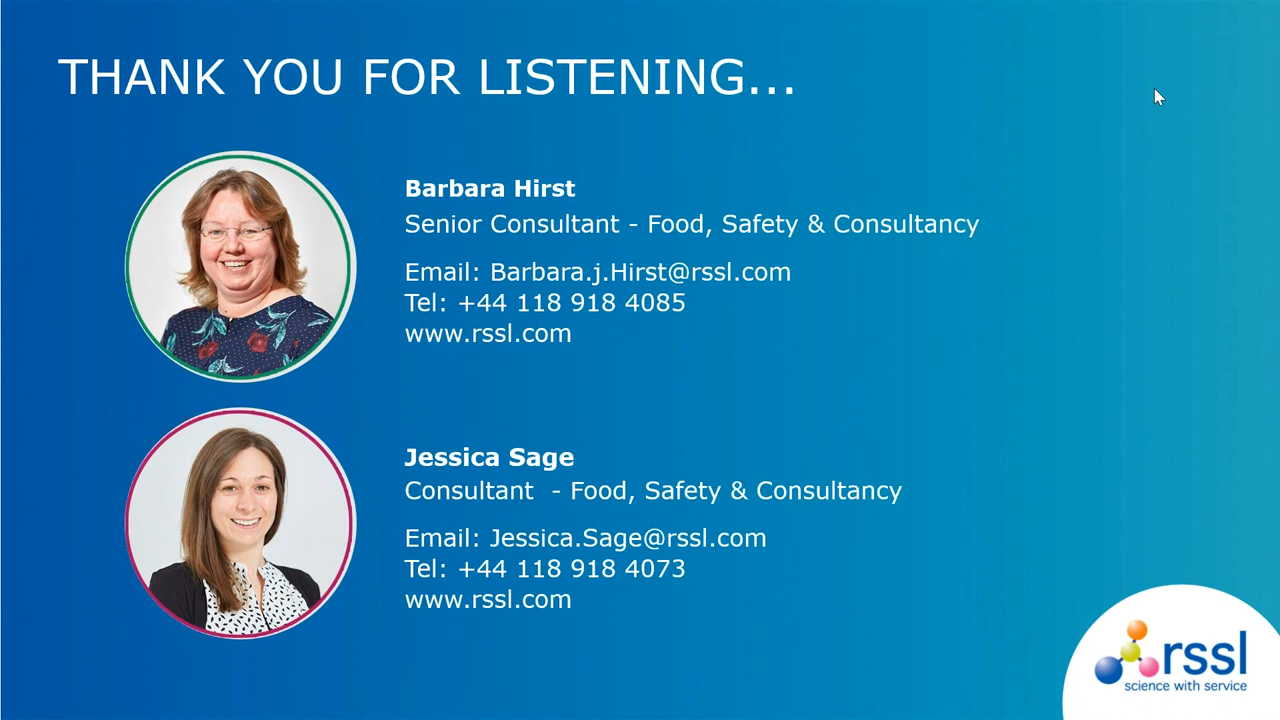 THANK YOU FOR LISTENING...
Barbara Hirst
Senior Consultant - Food, Safety & Consultancy
Email: Barbara.j.Hirst@rssl.com
Tel: +44 118 918 4085
www.rssl.com
Jessica Sage
Consultant  - Food, Safety & Consultancy
Email: Jessica.Sage@rssl.com
Tel: +44 118 918 4073
www.rssl.com
rssl
science with service